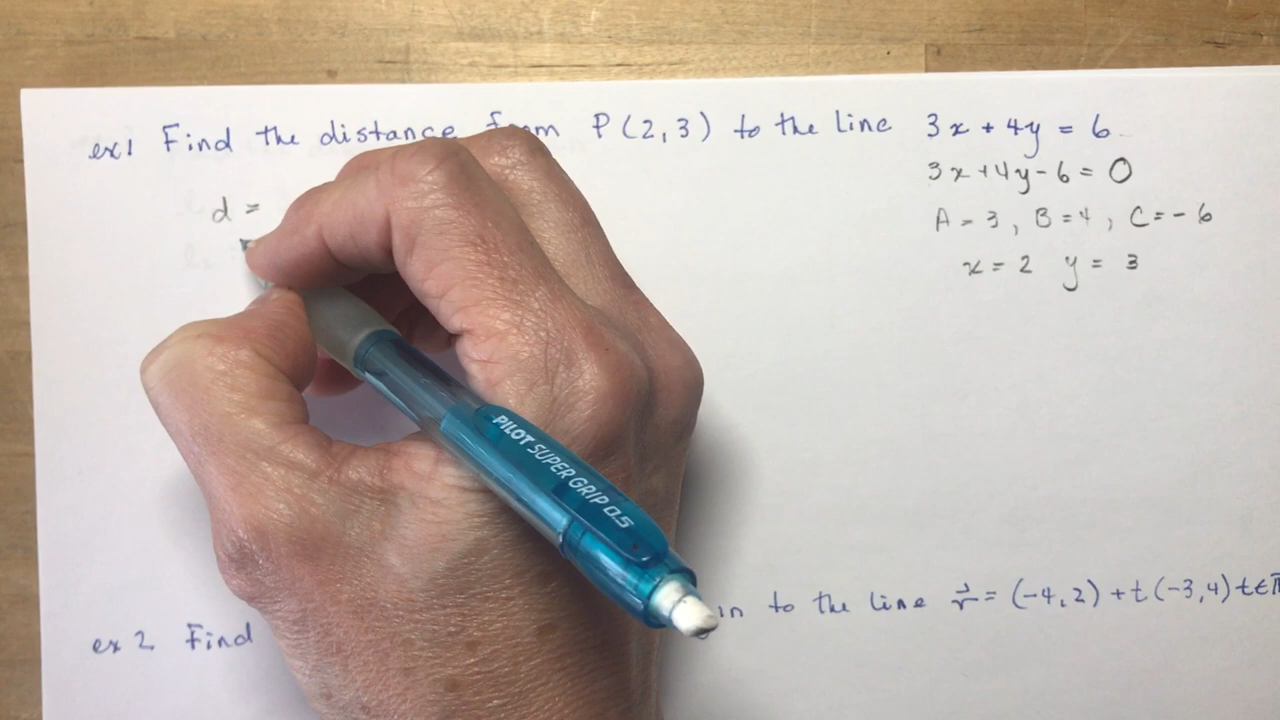 ex1 Find the distance from P(2,3) to the line 3x + 4y = 6
3x + 4y - 6 = 0
d =
A = 3, B = 4, C = -6
x = 2 y = 3
PILOT SUPER GRIP 0.5
ex 2 Find to the line r⃗ = (-4,2) + t(-3,4) t ∈